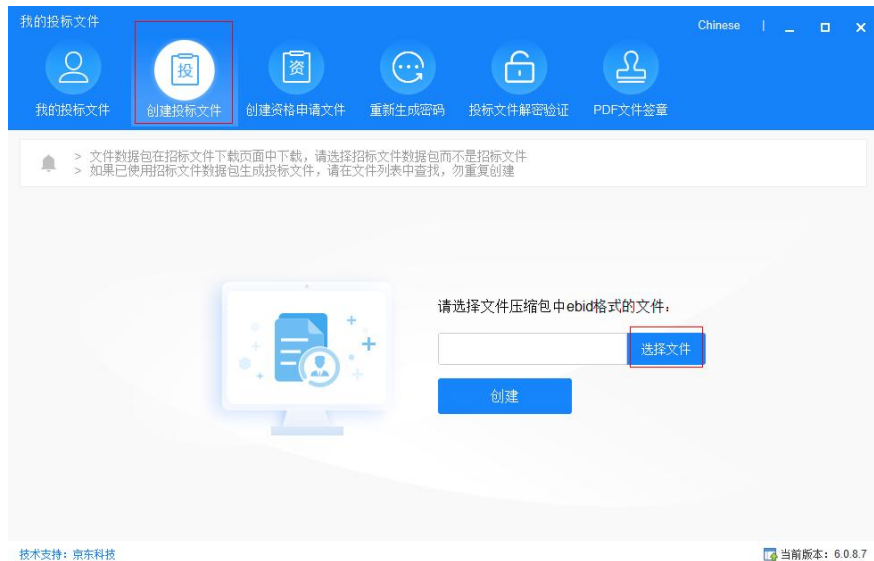 我的投标文件
Chinese
我的投标文件
投
创建投标文件
资
创建资格申请文件
重新生成密码
投标文件解密验证
PDF文件签章
> 文件数据包在招标文件下载页面中下载，请选择招标文件数据包而不是招标文件
> 如果已使用招标文件数据包生成投标文件，请在文件列表中查找，勿重复创建
请选择文件压缩包中ebid格式的文件：
选择文件
创建
技术支持：京东科技
当前版本：6.0.8.7